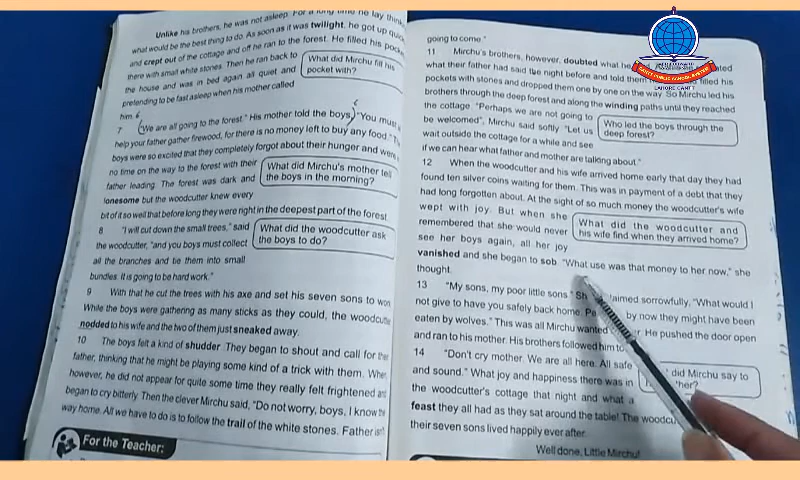 Unlike his brothers, he was not asleep. For a long time he lay thinki
what would be the best thing to do. As soon as it was twilight, he got up quic
and crept out of the cottage and off he ran to the forest. He filled his pocke
there with small white stones. Then he ran back to
the house and was in bed again all quiet and
pretending to be fast asleep when his mother called
him.
What did Mirchu fill his
pocket with?
7 "We are all going to the forest." His mother told the boys, "You must
help your father gather firewood, for there is no money left to buy any food."
boys were so excited that they completely forgot about their hunger and were
no time on the way to the forest with their
father leading. The forest was dark and
lonesome but the woodcutter knew every
What did Mirchu's mother tell
the boys in the morning?
bit of it so well that before long they were right in the deepest part of the forest.
8 "I will cut down the small trees," said
the woodcutter, "and you boys must collect
all the branches and tie them into small
bundles. It is going to be hard work."
What did the woodcutter ask
the boys to do?
9 With that he cut the trees with his axe and set his seven sons to work
While the boys were gathering as many sticks as they could, the woodcutte
nodded to his wife and the two of them just sneaked away.
10 The boys felt a kind of shudder. They began to shout and call for the
father, thinking that he might be playing some kind of a trick with them. When
however, he did not appear for quite some time they really felt frightened and
began to cry bitterly. Then the clever Mirchu said, "Do not worry, boys, I know the
way home. All we have to do is to follow the trail of the white stones. Father isn't
For the Teacher:
going to come."
11 Mirchu's brothers, however, doubted what he
what their father had said the night before and told them filled his
pockets with stones and dropped them one by one on the way. So Mirchu led his
brothers through the deep forest and along the winding paths until they reached
the cottage. "Perhaps we are not going to
be welcomed", Mirchu said softly. "Let us
wait outside the cottage for a while and see
if we can hear what father and mother are talking about."
Who led the boys through the
deep forest?
12 When the woodcutter and his wife arrived home early that day they had
found ten silver coins waiting for them. This was in payment of a debt that they
had long forgotten about. At the sight of so much money the woodcutter's wife
wept with joy. But when she
remembered that she would never
see her boys again, all her joy
What did the woodcutter and
his wife find when they arrived home?
vanished and she began to sob. "What use was that money to her now," she
thought.
13 "My sons, my poor little sons." Sh aimed sorrowfully, "What would I
not give to have you safely back home. Pe by now they might have been
eaten by wolves." This was all Mirchu wanted r. He pushed the door open
and ran to his mother. His brothers followed him to
14 "Don't cry mother. We are all here. All safe
and sound." What joy and happiness there was in
the woodcutter's cottage that night and what a
did Mirchu say to
her?
feast they all had as they sat around the table! The woodcu
their seven sons lived happily ever after.
Well done, Little Mirchu!
LAHORE CANTT